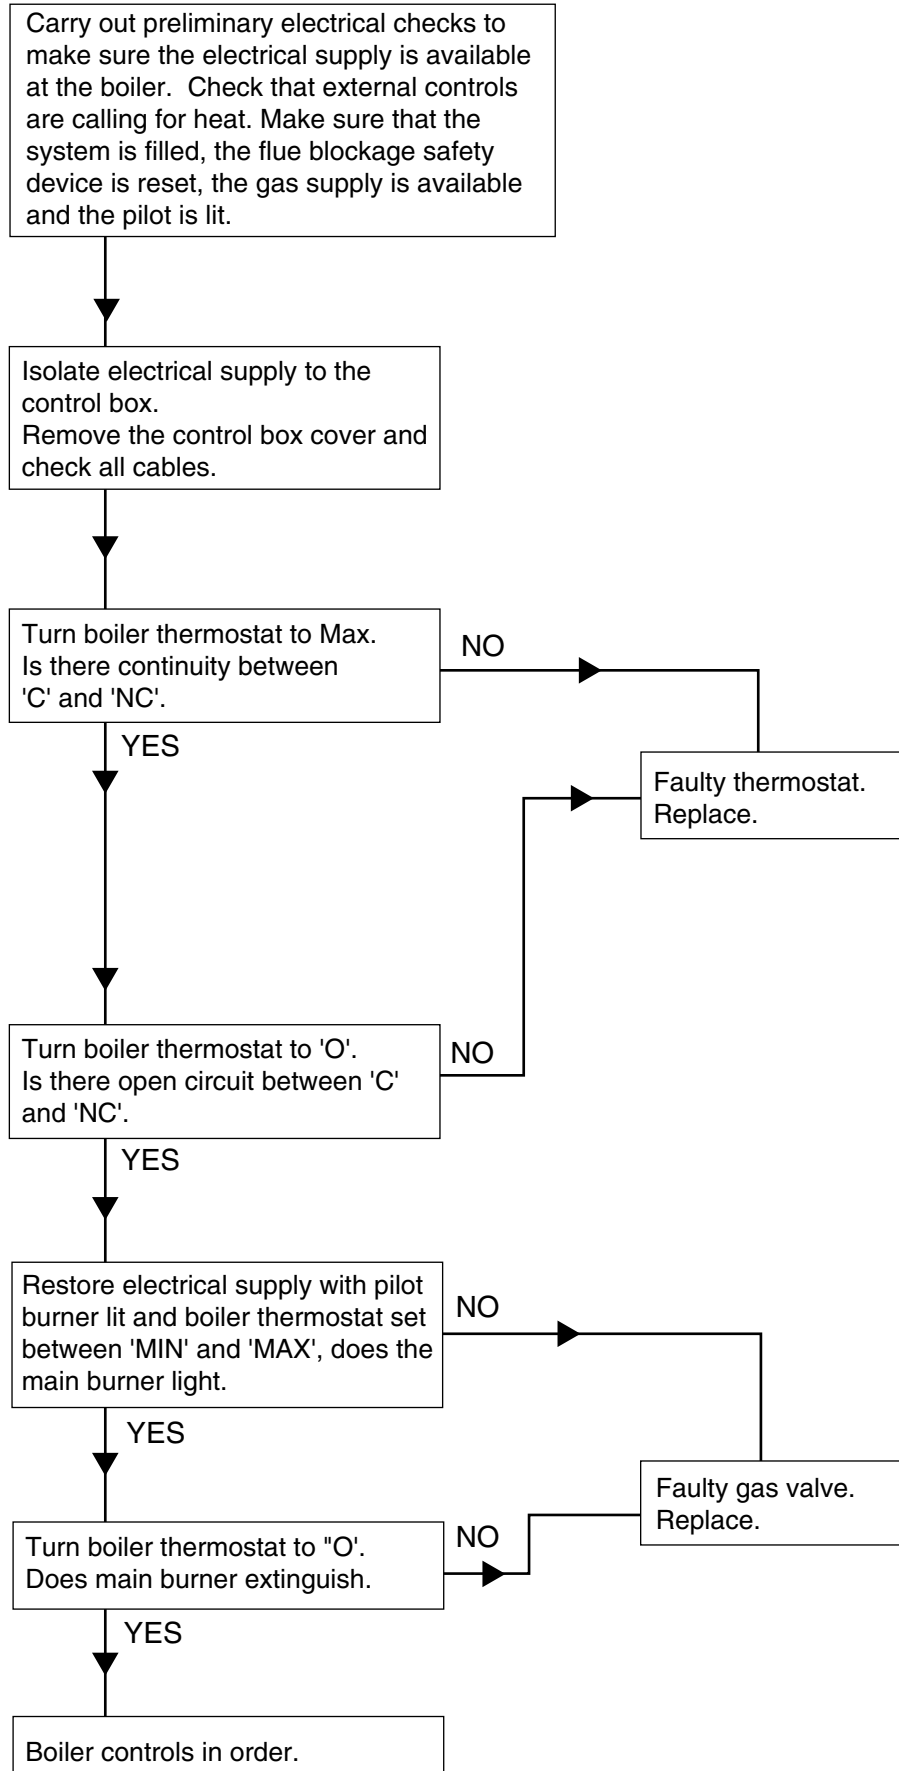 Carry out preliminary electrical checks to
make sure the electrical supply is available
at the boiler.  Check that external controls
are calling for heat. Make sure that the
system is filled, the flue blockage safety
device is reset, the gas supply is available
and the pilot is lit.
Isolate electrical supply to the
control box.
Remove the control box cover and
check all cables.
Turn boiler thermostat to Max.
Is there continuity between
'C' and 'NC'.
NO
YES
Faulty thermostat.
Replace.
Turn boiler thermostat to 'O'.
Is there open circuit between 'C'
and 'NC'.
NO
YES
Restore electrical supply with pilot
burner lit and boiler thermostat set
between 'MIN' and 'MAX', does the
main burner light.
NO
YES
Faulty gas valve.
Replace.
Turn boiler thermostat to "O'.
Does main burner extinguish.
NO
YES
Boiler controls in order.